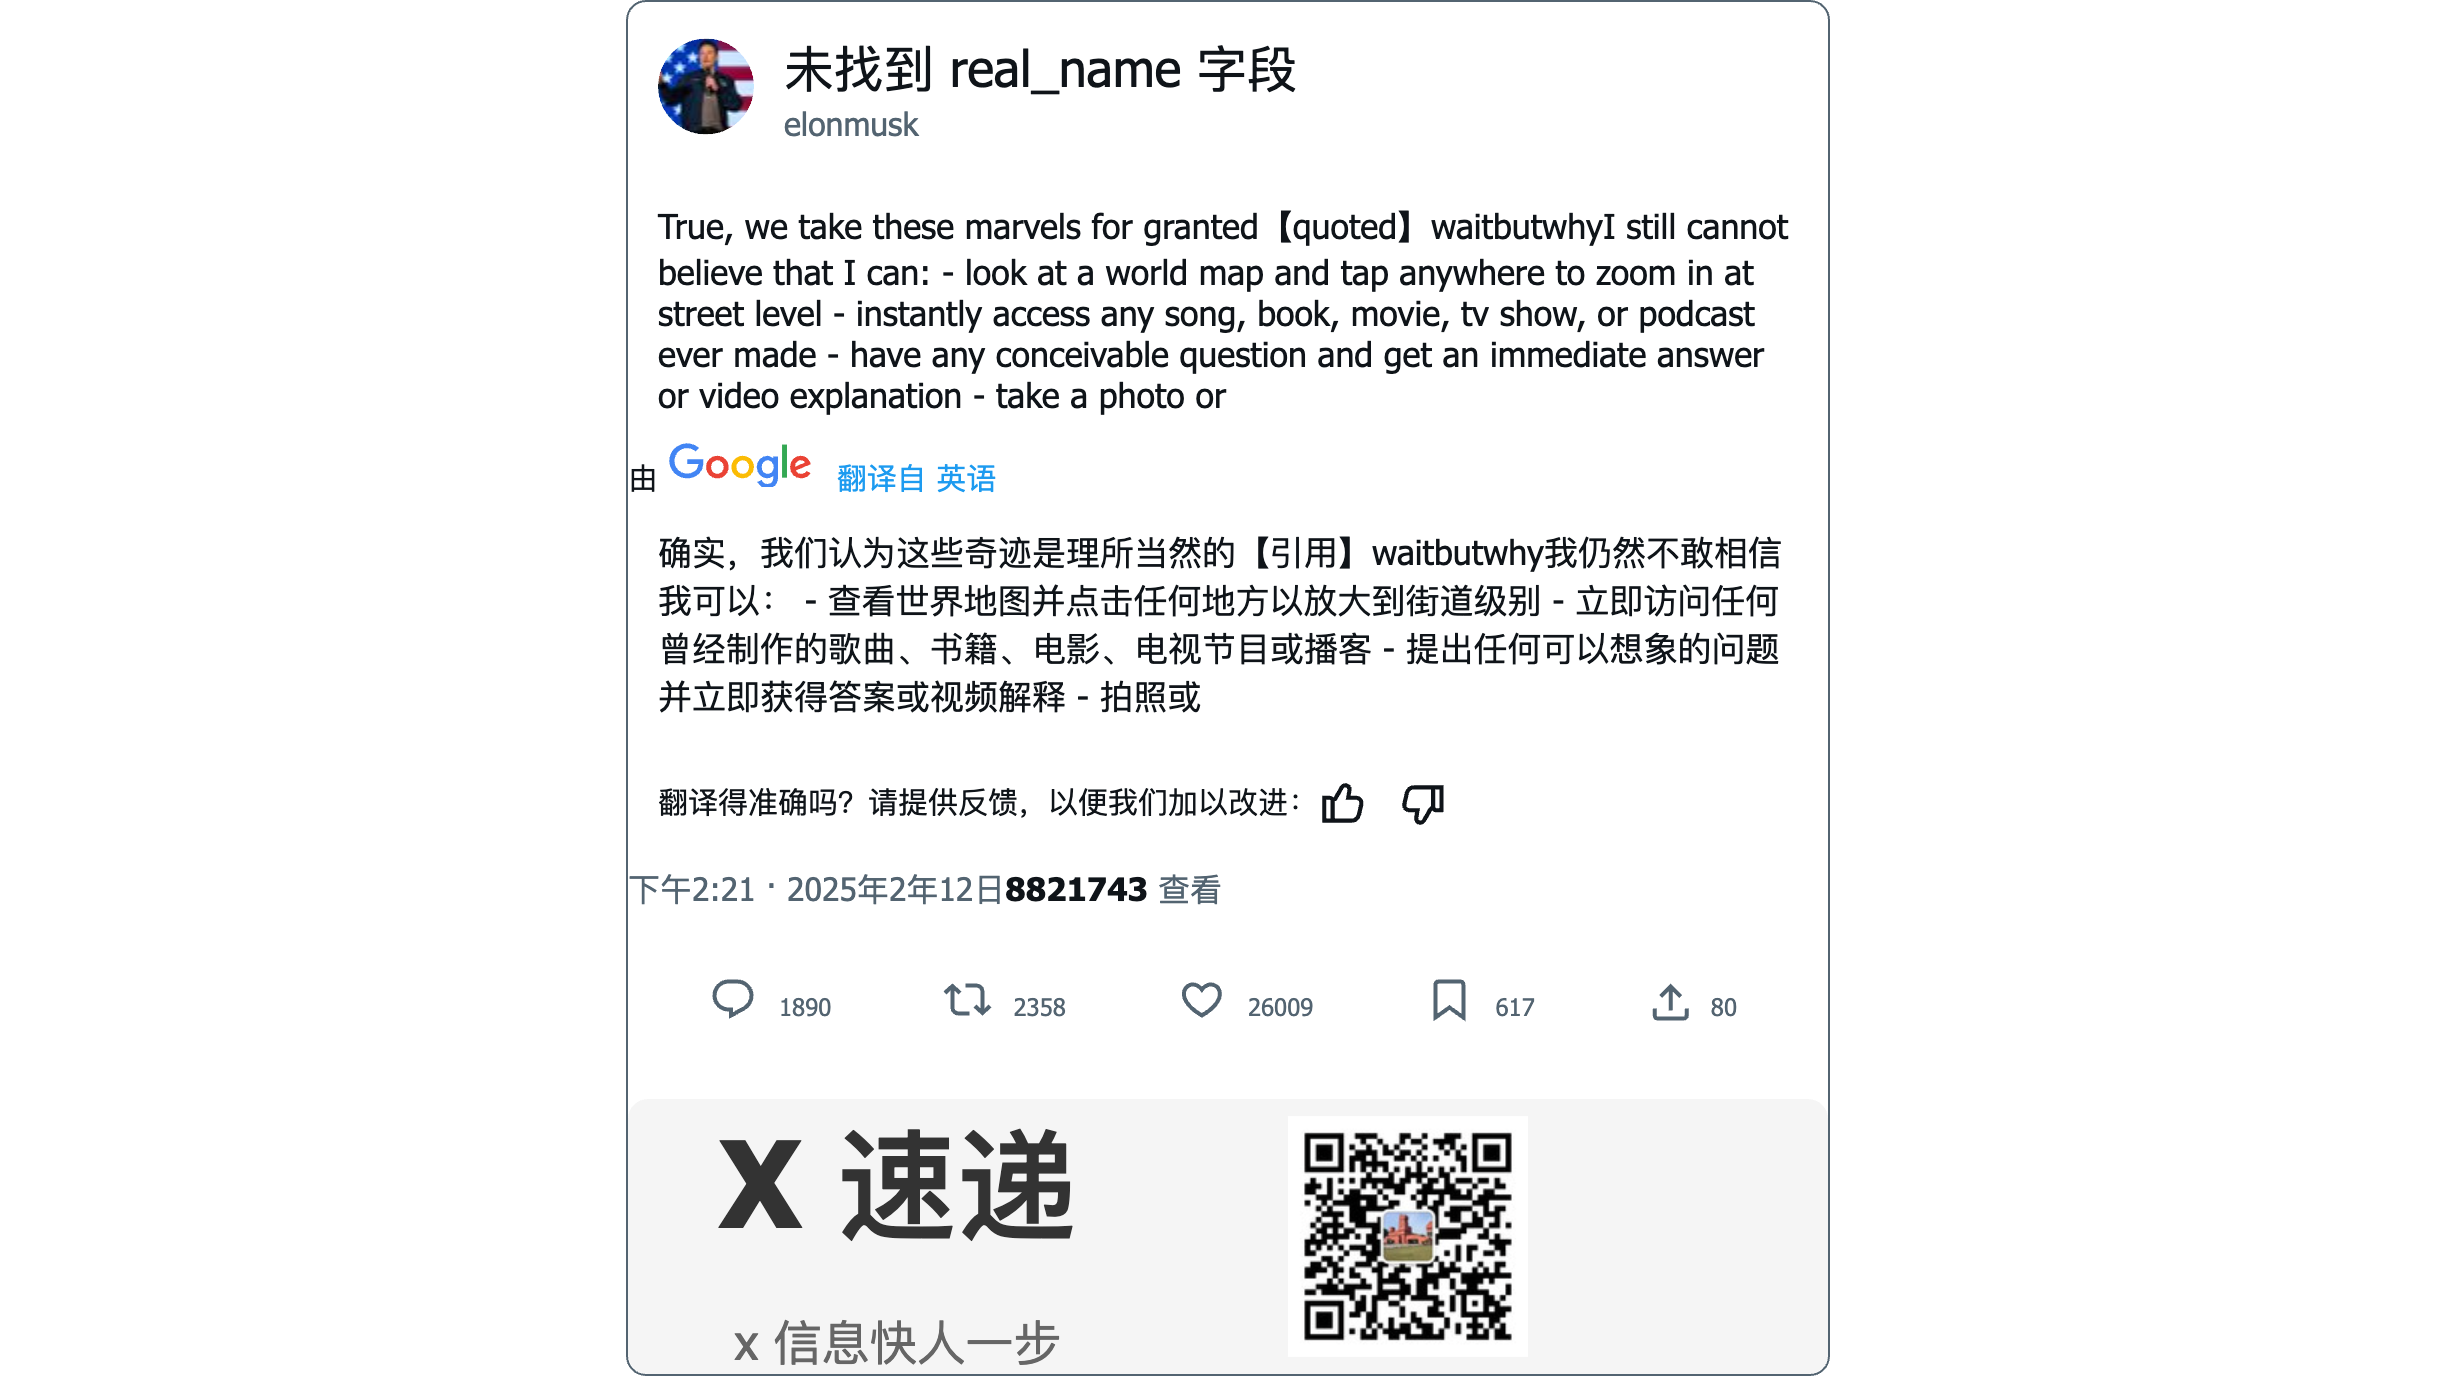 未找到 real_name 字段
elonmusk
True, we take these marvels for granted【quoted】waitbutwhyI still cannot
believe that I can: - look at a world map and tap anywhere to zoom in at
street level - instantly access any song, book, movie, tv show, or podcast
ever made - have any conceivable question and get an immediate answer
or video explanation - take a photo or
由 Google 翻译自 英语
确实，我们认为这些奇迹是理所当然的【引用】waitbutwhy我仍然不敢相信
我可以： - 查看世界地图并点击任何地方以放大到街道级别 - 立即访问任何
曾经制作的歌曲、书籍、电影、电视节目或播客 - 提出任何可以想象的问题
并立即获得答案或视频解释 - 拍照或
翻译得准确吗？请提供反馈，以便我们加以改进：
下午2:21 · 2025年2年12日8821743 查看
1890 2358 26009 617 80
X 速递
x 信息快人一步